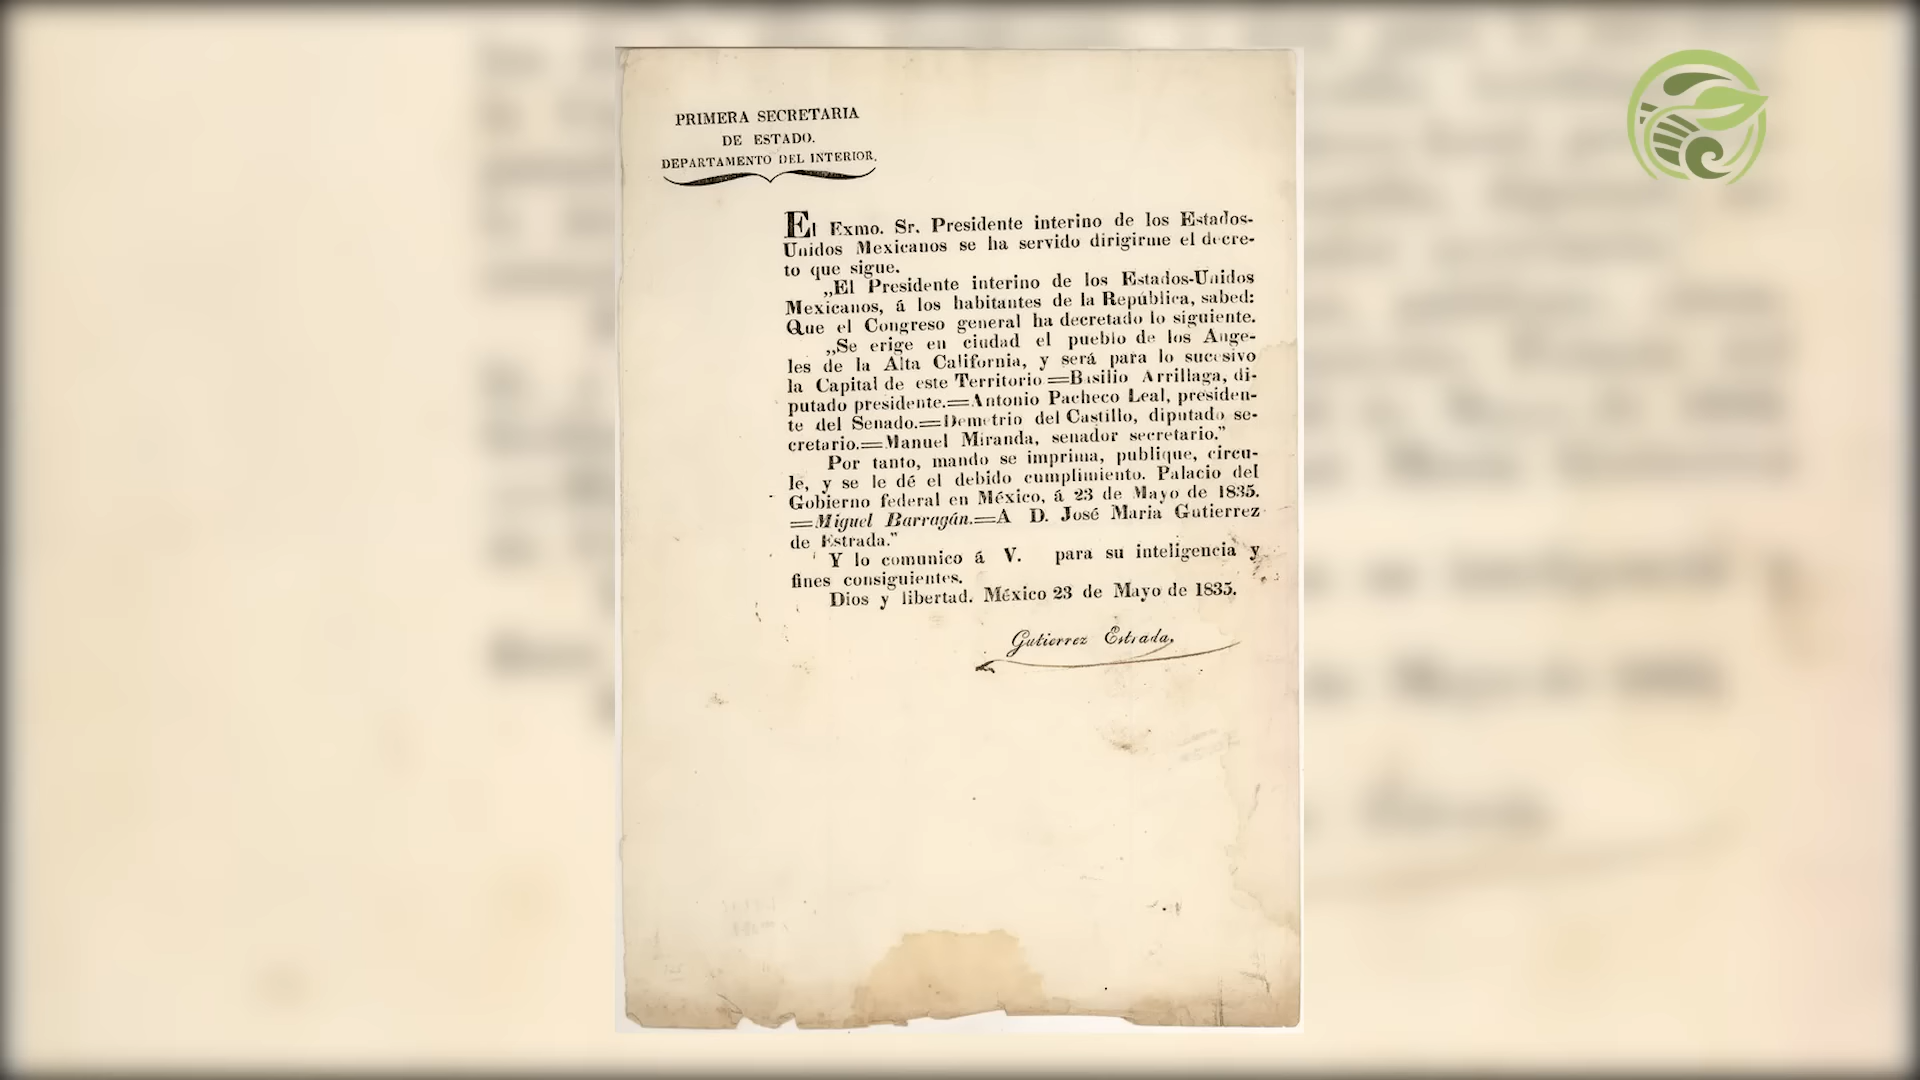 PRIMERA SECRETARIA
DE ESTADO.
DEPARTAMENTO DEL INTERIOR.
El Exmo. Sr. Presidente interino de los Estados-
Unidos Mexicanos se ha servido dirigirme el decre-
to que sigue.
„El Presidente interino de los Estados-Unidos
Mexicanos, á los habitantes de la República, sabed:
Que el Congreso general ha decretado lo siguiente.
„Se erige en ciudad el pueblo de los Ange-
les de la Alta California, y será para lo sucesivo
la Capital de este Territorio=Basilio Arrillaga, di-
putado presidente.=Antonio Pacheco Leal, presiden-
te del Senado.=Demetrio del Castillo, diputado se-
cretario.=Manuel Miranda, senador secretario.”
Por tanto, mando se imprima, publique, circu-
le, y se le dé el debido cumplimiento. Palacio del
Gobierno federal en México, á 23 de Mayo de 1835.
=Miguel Barragán.=A D. José Maria Gutierrez
de Estrada.”
Y lo comunico á V. para su inteligencia y
fines consiguientes.
Dios y libertad. México 23 de Mayo de 1835.
Gutierrez Estrada,